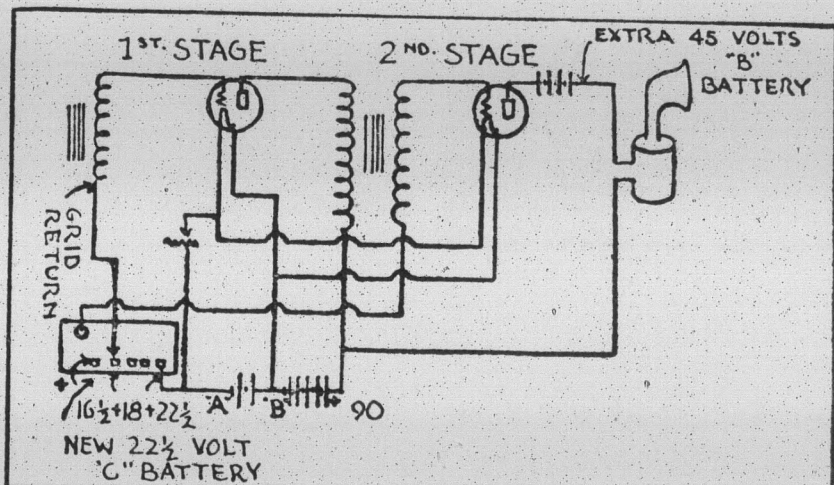 1ST. STAGE
2ND. STAGE
EXTRA 45 VOLTS
"B"
BATTERY
GRID
RETURN
+
16½+18+22½
"A"
"B"
+
90
NEW 22½ VOLT
"C" BATTERY